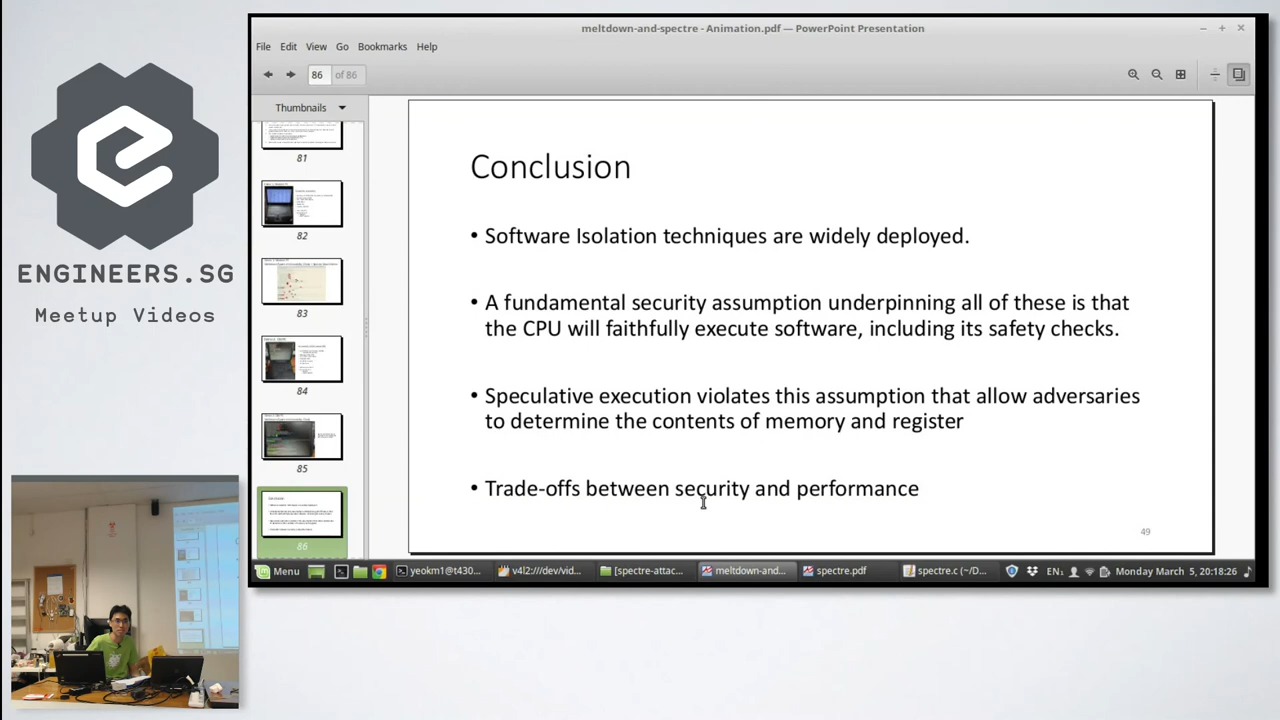 meltdown-and-spectre - Animation.pdf — PowerPoint Presentation
File Edit View Go Bookmarks Help
86 of 86
Thumbnails
81
82
83
84
85
86
Conclusion
• Software Isolation techniques are widely deployed.
• A fundamental security assumption underpinning all of these is that
the CPU will faithfully execute software, including its safety checks.
• Speculative execution violates this assumption that allow adversaries
to determine the contents of memory and register
• Trade-offs between security and performance
49
ENGINEERS.SG
Meetup Videos
Menu yeokm1@t430... v4l2:///dev/vid... [spectre-attac... meltdown-and... spectre.pdf spectre.c (~/D... EN₁ Monday March 5, 20:18:26